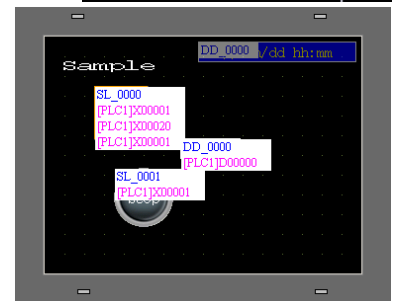 DD_0000 /dd hh:mm
Sample
SL_0000
[PLC1]X00001
[PLC1]X00020
[PLC1]X00001
DD_0000
[PLC1]D00000
SL_0001
[PLC1]X00001